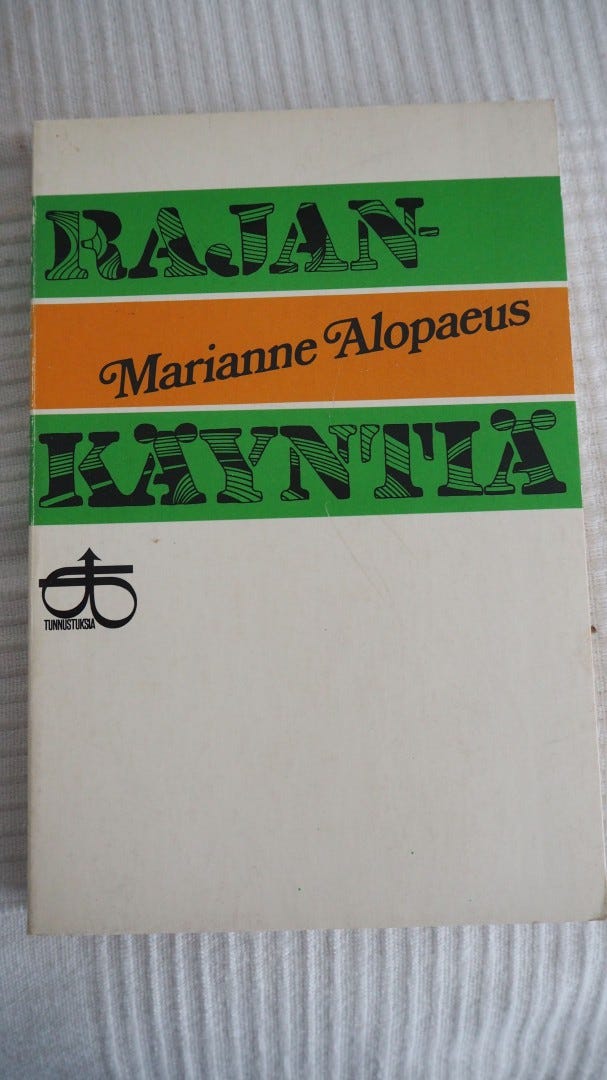 RAJAN-
Marianne Alopaeus
KÄYNTIÄ
TUNNUSTUKSIA